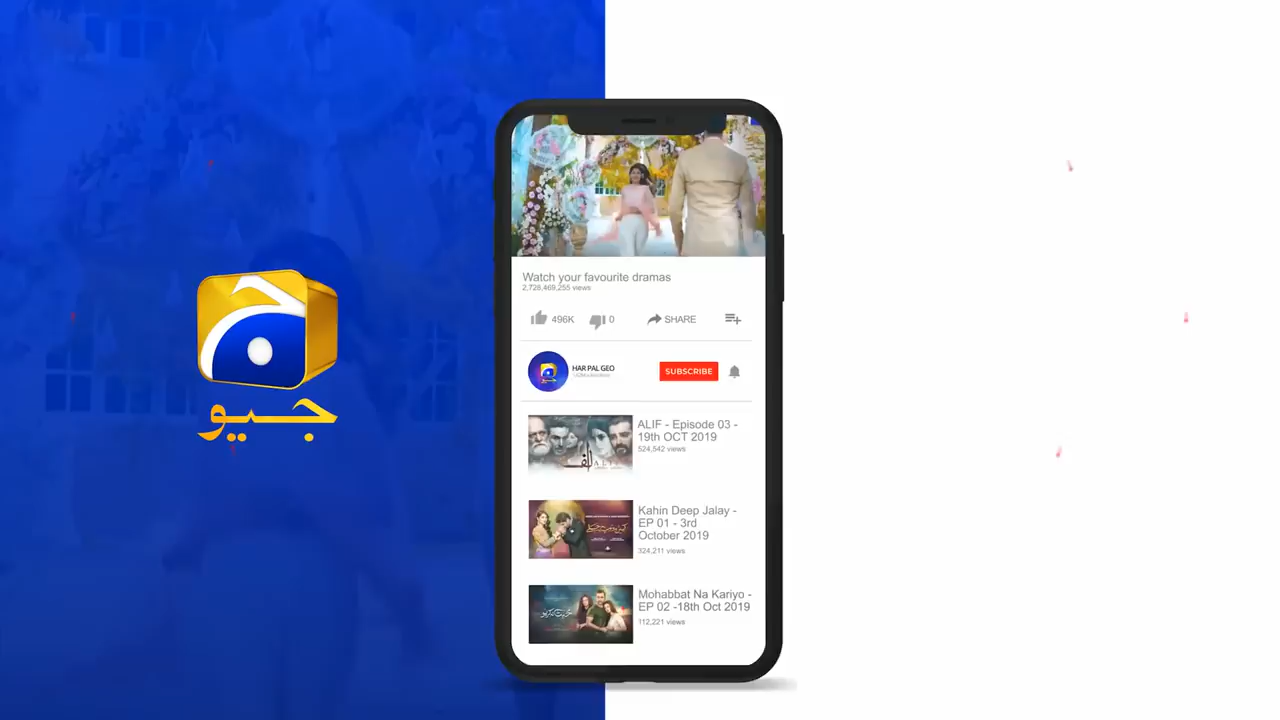 جیو
Watch your favourite dramas
2,728,469,255 views
496K
0
SHARE
HAR PAL GEO
SUBSCRIBE
ALIF - Episode 03 -
19th OCT 2019
524,542 views
الف
Kahin Deep Jalay -
EP 01 - 3rd
October 2019
324,211 views
Mohabbat Na Kariyo -
EP 02 -18th Oct 2019
112,221 views